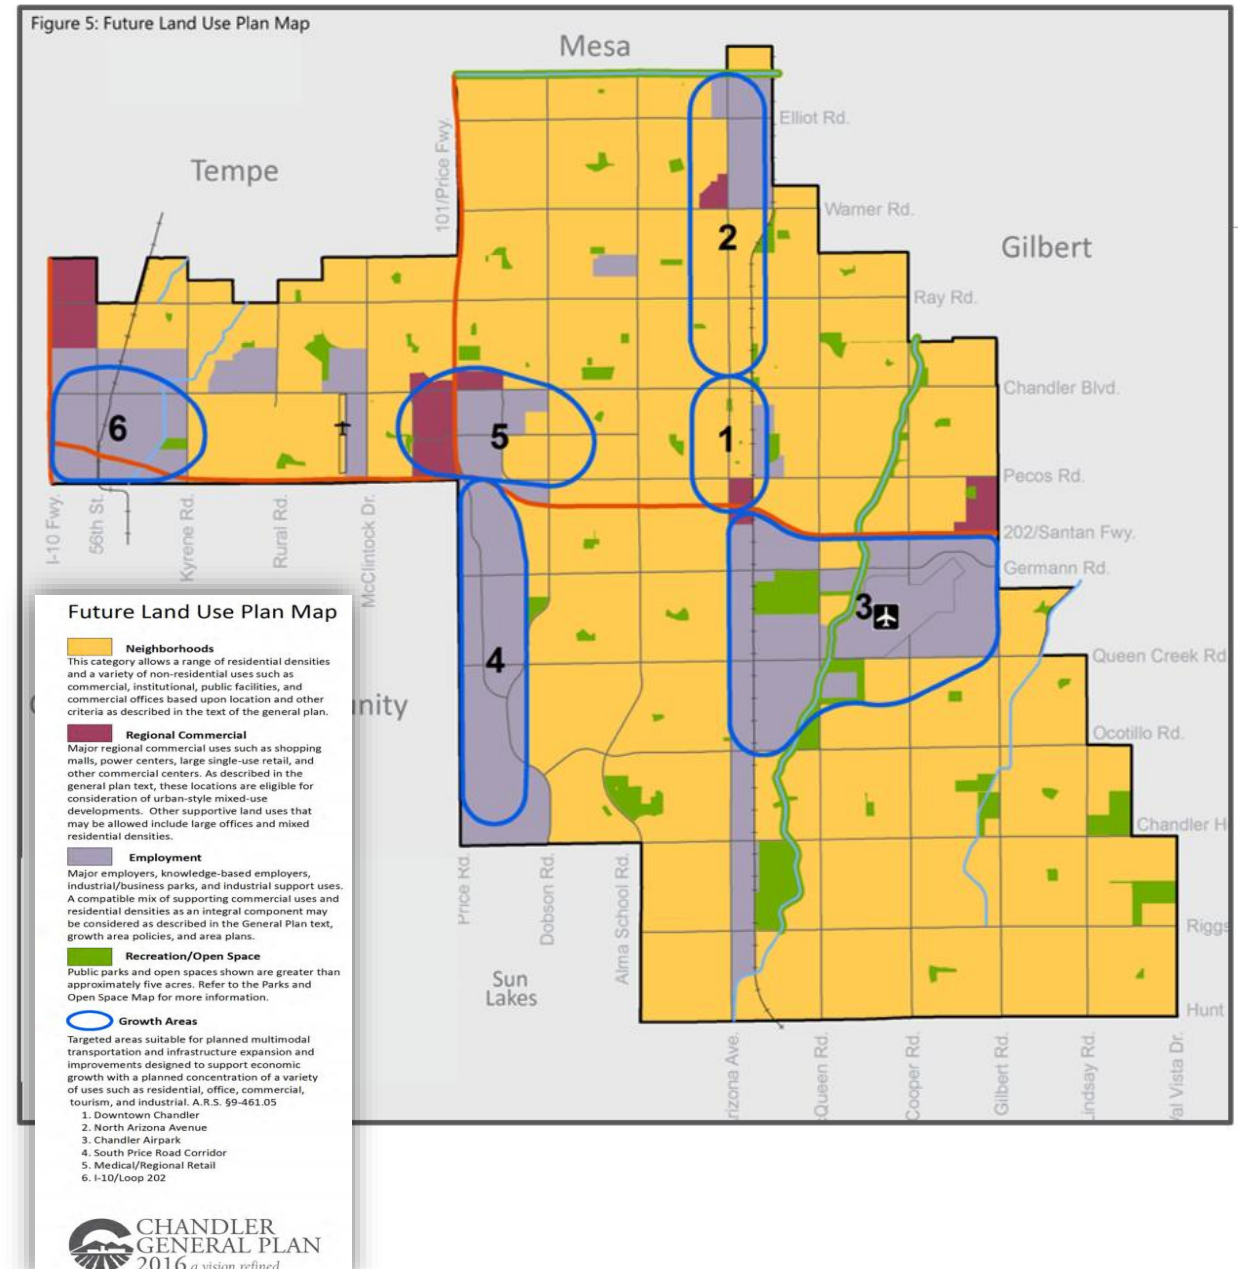 Figure 5: Future Land Use Plan Map
Mesa
Elliot Rd.
101/Price Fwy.
Tempe
Warner Rd.
2
Gilbert
Ray Rd.
Chandler Blvd.
6
5
1
Pecos Rd.
I-10 Fwy.
56th St.
Kyrene Rd.
Rural Rd.
McClintock Dr.
202/Santan Fwy.
Germann Rd.
3
4
Queen Creek Rd
nity
Ocotillo Rd.
Chandler H
Price Rd.
Dobson Rd.
Alma School Rd.
Riggs
Sun
Lakes
Hunt
rizona Ave.
Queen Rd.
Cooper Rd.
Gilbert Rd.
indsay Rd.
al Vista Dr.
Future Land Use Plan Map
Neighborhoods
This category allows a range of residential densities
and a variety of non-residential uses such as
commercial, institutional, public facilities, and
commercial offices based upon location and other
criteria as described in the text of the general plan.
Regional Commercial
Major regional commercial uses such as shopping
malls, power centers, large single-use retail, and
other commercial centers. As described in the
general plan text, these locations are eligible for
consideration of urban-style mixed-use
developments. Other supportive land uses that
may be allowed include large offices and mixed
residential densities.
Employment
Major employers, knowledge-based employers,
industrial/business parks, and industrial support uses.
A compatible mix of supporting commercial uses and
residential densities as an integral component may
be considered as described in the General Plan text,
growth area policies, and area plans.
Recreation/Open Space
Public parks and open spaces shown are greater than
approximately five acres. Refer to the Parks and
Open Space Map for more information.
Growth Areas
Targeted areas suitable for planned multimodal
transportation and infrastructure expansion and
improvements designed to support economic
growth with a planned concentration of a variety
of uses such as residential, office, commercial,
tourism, and industrial. A.R.S. §9-461.05
1. Downtown Chandler
2. North Arizona Avenue
3. Chandler Airpark
4. South Price Road Corridor
5. Medical/Regional Retail
6. I-10/Loop 202
CHANDLER
GENERAL PLAN
2016 a vision refined